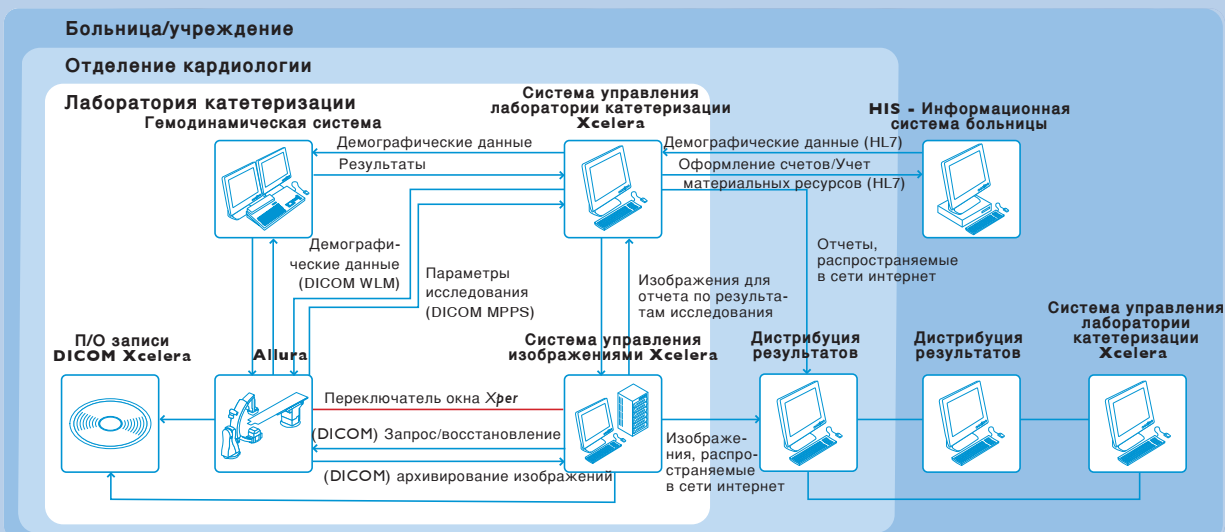 Больница/учреждение
Отделение кардиологии
Лаборатория катетеризации
Гемодинамическая система
Система управления
лаборатории катетеризации
Xcelera
HIS - Информационная
система больницы
Демографические данные
Результаты
Демографические данные (HL7)
Оформление счетов/Учет
материальных ресурсов (HL7)
Демографи-
ческие данные
(DICOM WLM)
Параметры
исследования
(DICOM MPPS)
Изображения для
отчета по результа-
там исследования
Отчеты,
распространяемые
в сети интернет
П/О записи
DICOM Xcelera
Allura
Система управления
изображениями Xcelera
Дистрибуция
результатов
Дистрибуция
результатов
Система управления
лаборатории
катетеризации
Xcelera
Переключатель окна Xper
(DICOM) Запрос/восстановление
(DICOM) архивирование изображений
Изображе-
ния, распро-
страняемые
в сети интернет